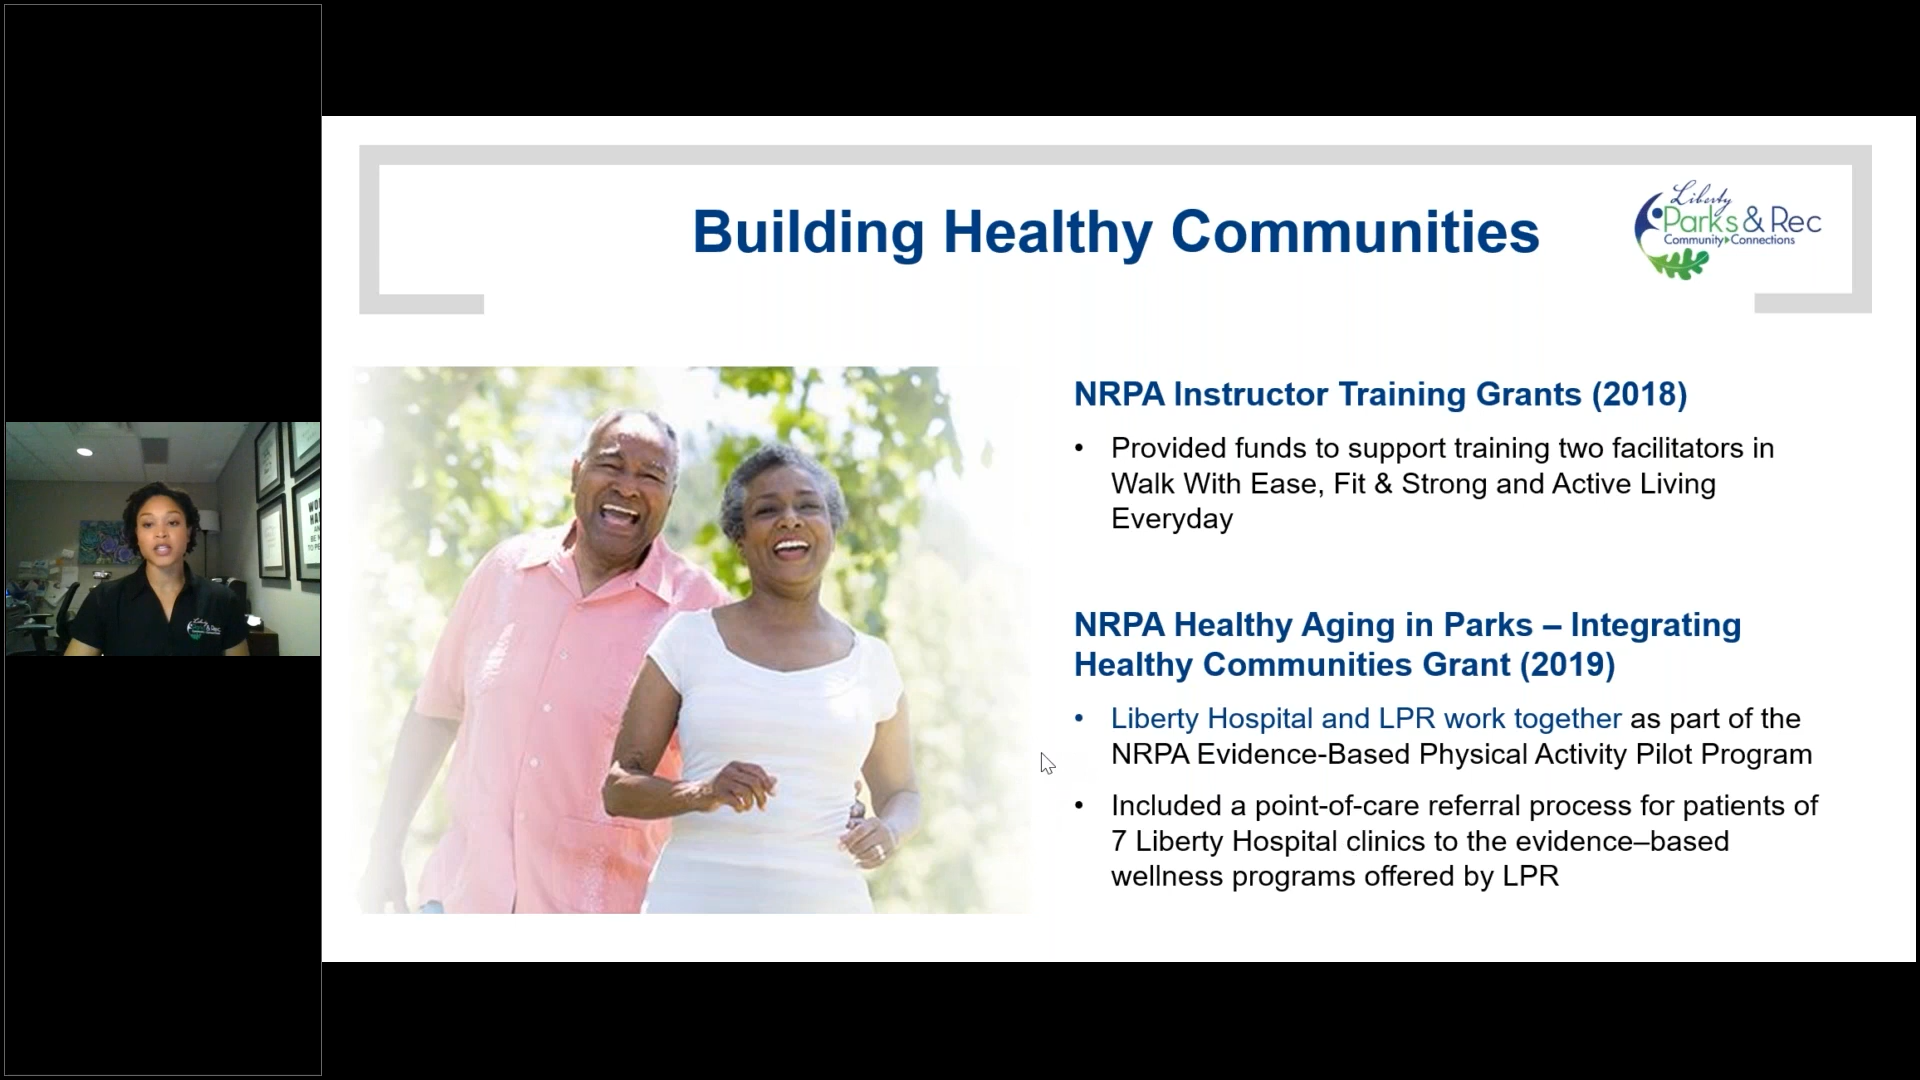 Building Healthy Communities
Liberty
Parks & Rec
Community Connections
NRPA Instructor Training Grants (2018)
• Provided funds to support training two facilitators in
Walk With Ease, Fit & Strong and Active Living
Everyday
NRPA Healthy Aging in Parks – Integrating
Healthy Communities Grant (2019)
• Liberty Hospital and LPR work together as part of the
NRPA Evidence-Based Physical Activity Pilot Program
• Included a point-of-care referral process for patients of
7 Liberty Hospital clinics to the evidence–based
wellness programs offered by LPR
Liberty
& Rec